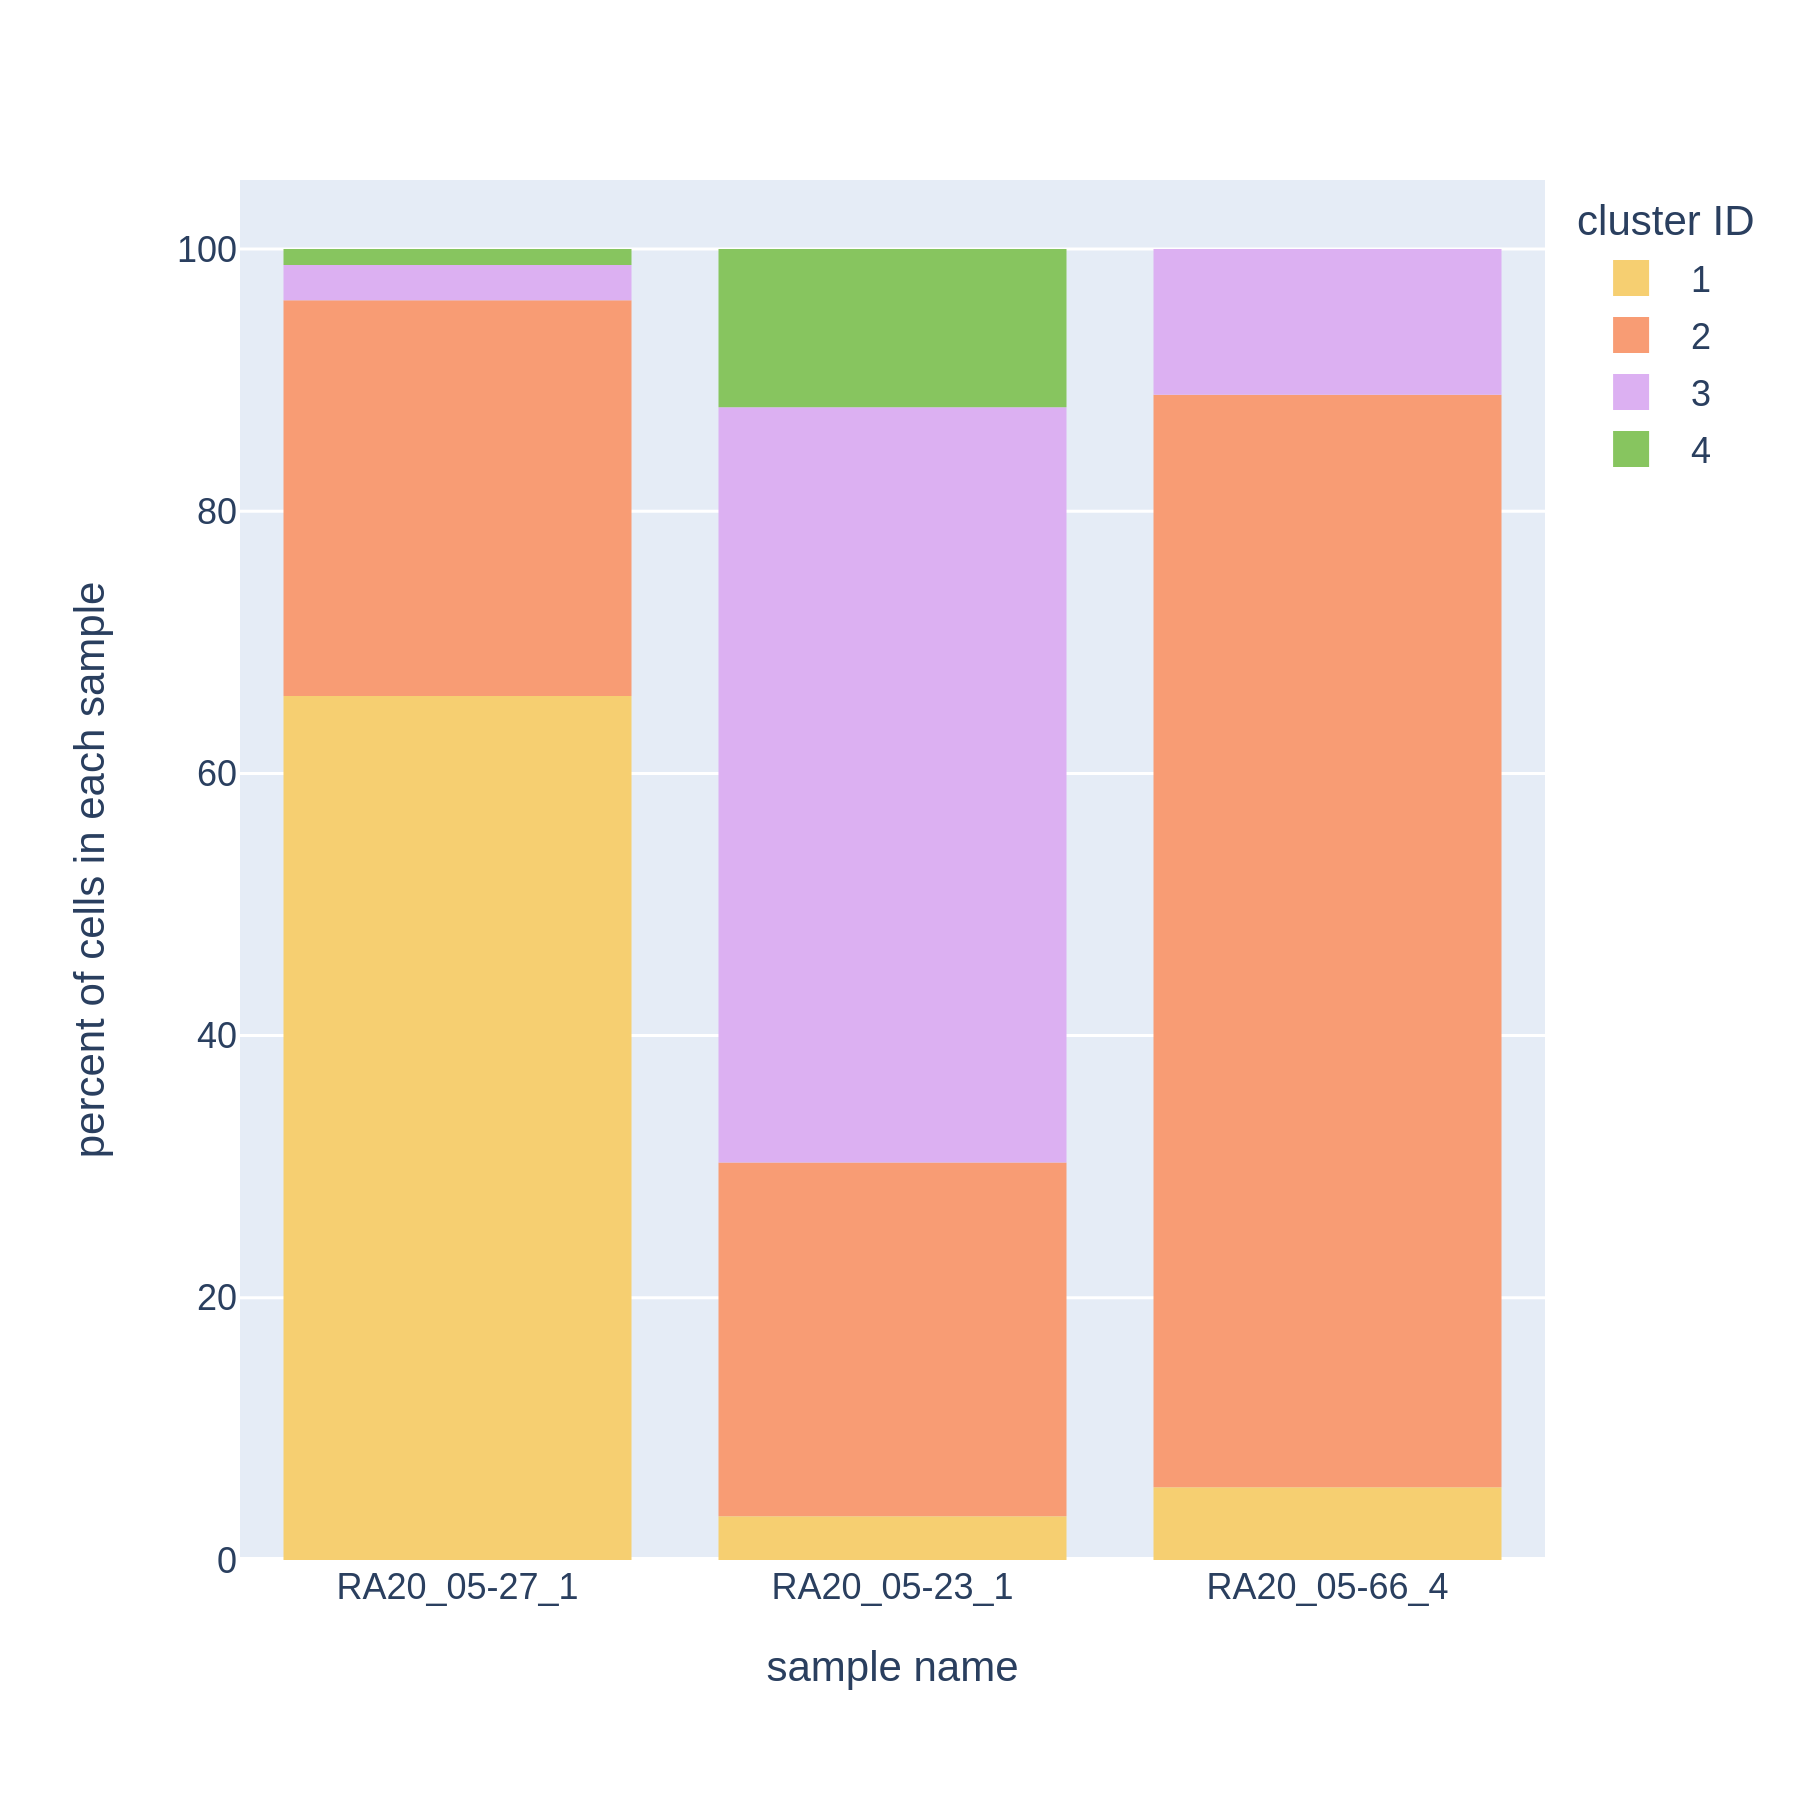 cluster ID
1
2
3
4
percent of cells in each sample
100
80
60
40
20
0
RA20_05-27_1
RA20_05-23_1
RA20_05-66_4
sample name